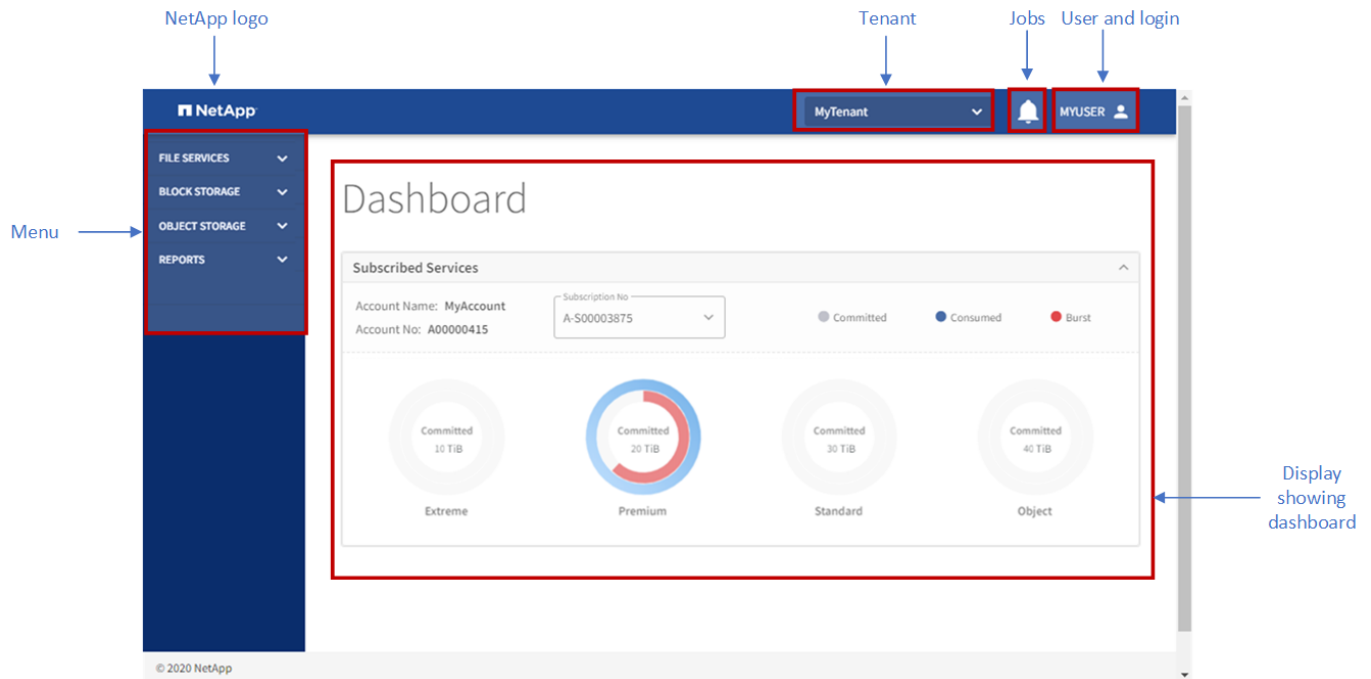 NetApp logo
Tenant
Jobs
User and login
NetApp
MyTenant
MYUSER
Menu
FILE SERVICES
BLOCK STORAGE
OBJECT STORAGE
REPORTS
Dashboard
Subscribed Services
Account Name: MyAccount
Account No: A00000415
Subscription No
A-S00003875
Committed
Consumed
Burst
Committed
10 TiB
Extreme
Committed
20 TiB
Premium
Committed
30 TiB
Standard
Committed
40 TiB
Object
Display
showing
dashboard
© 2020 NetApp